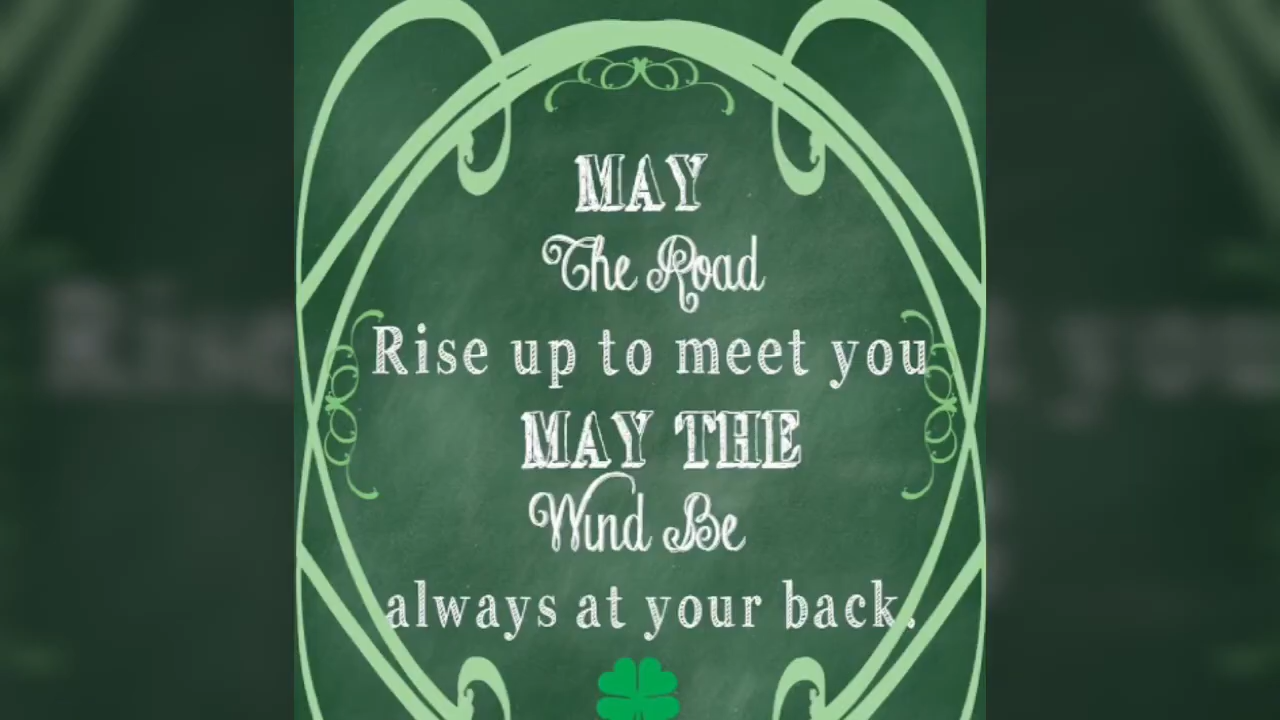 MAY
The Road
Rise up to meet you
MAY THE
Wind Be
always at your back.